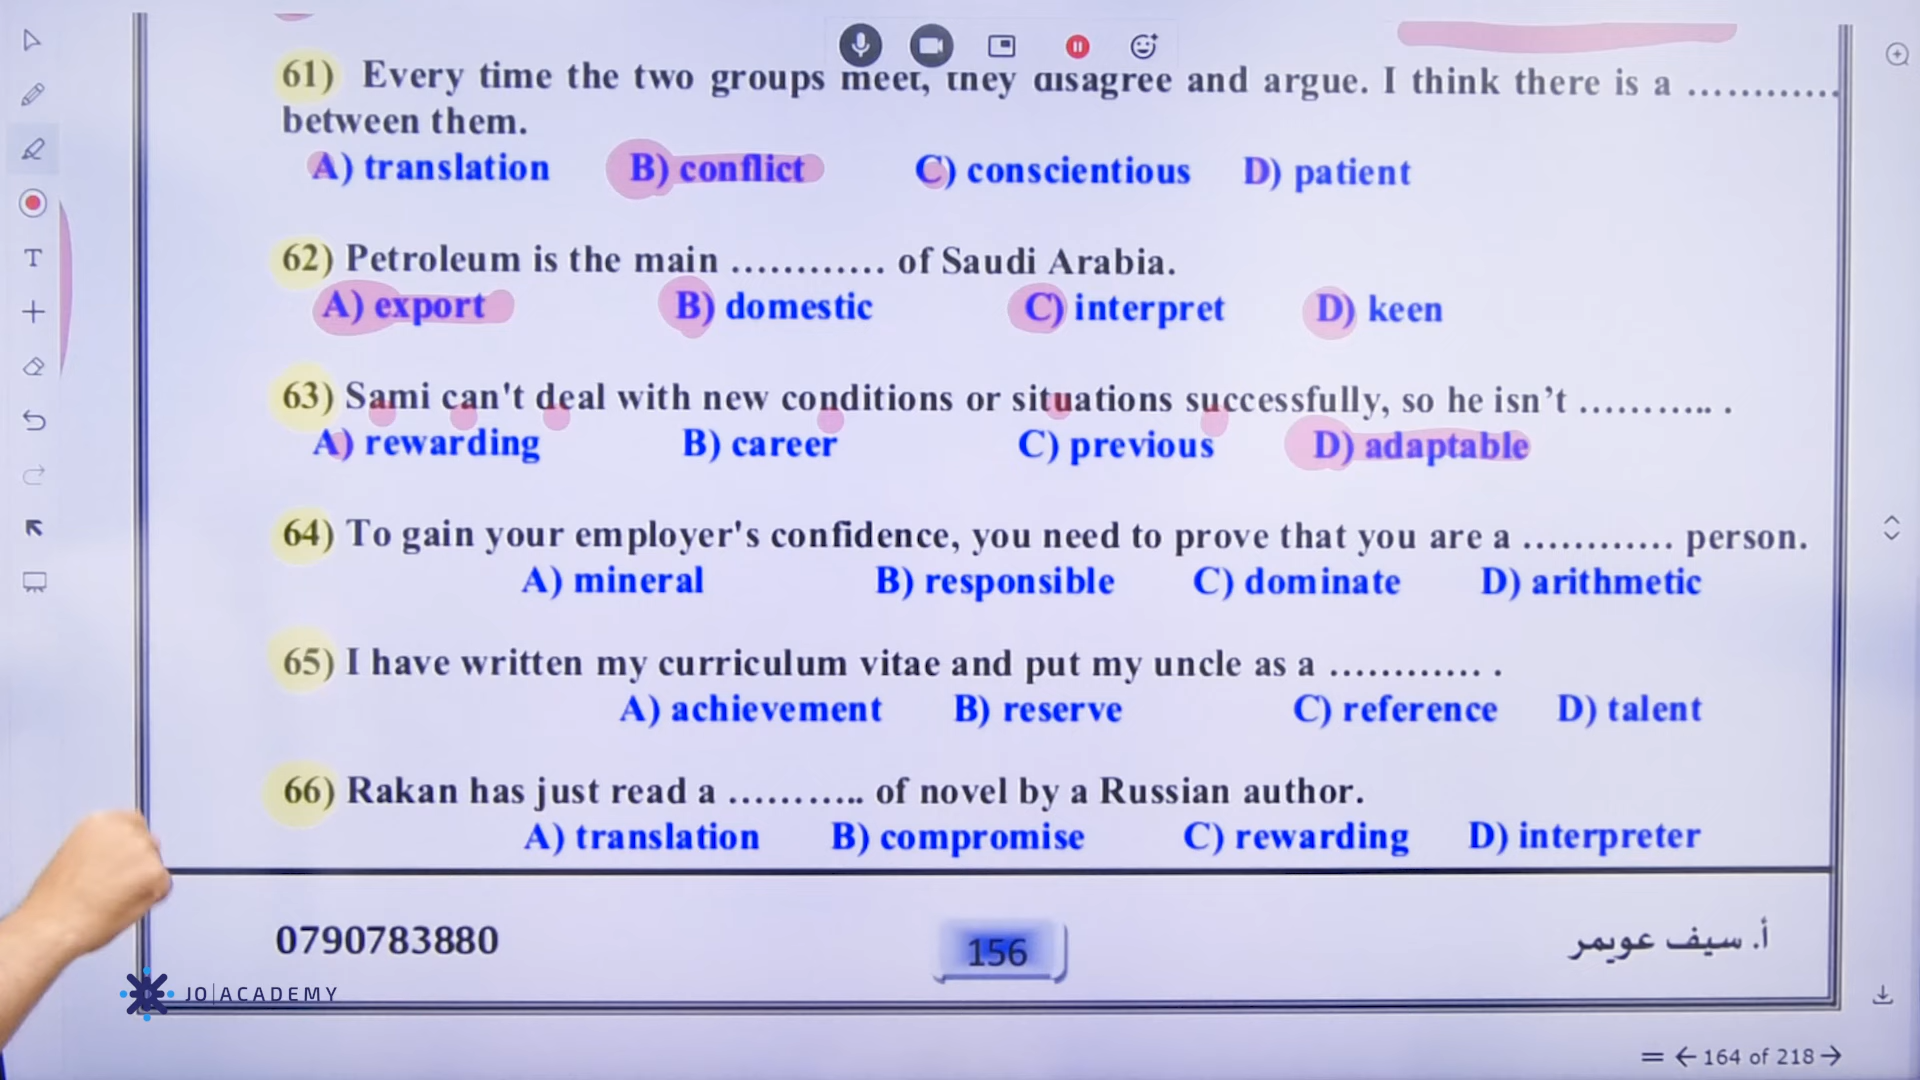 61) Every time the two groups meet, they disagree and argue. I think there is a ............
between them.
A) translation B) conflict C) conscientious D) patient
62) Petroleum is the main ............ of Saudi Arabia.
A) export B) domestic C) interpret D) keen
63) Sami can't deal with new conditions or situations successfully, so he isn’t ........... .
A) rewarding B) career C) previous D) adaptable
64) To gain your employer's confidence, you need to prove that you are a ............ person.
A) mineral B) responsible C) dominate D) arithmetic
65) I have written my curriculum vitae and put my uncle as a ............ .
A) achievement B) reserve C) reference D) talent
66) Rakan has just read a ........... of novel by a Russian author.
A) translation B) compromise C) rewarding D) interpreter
0790783880 156 أ. سيف عويمر
JO ACADEMY
164 of 218